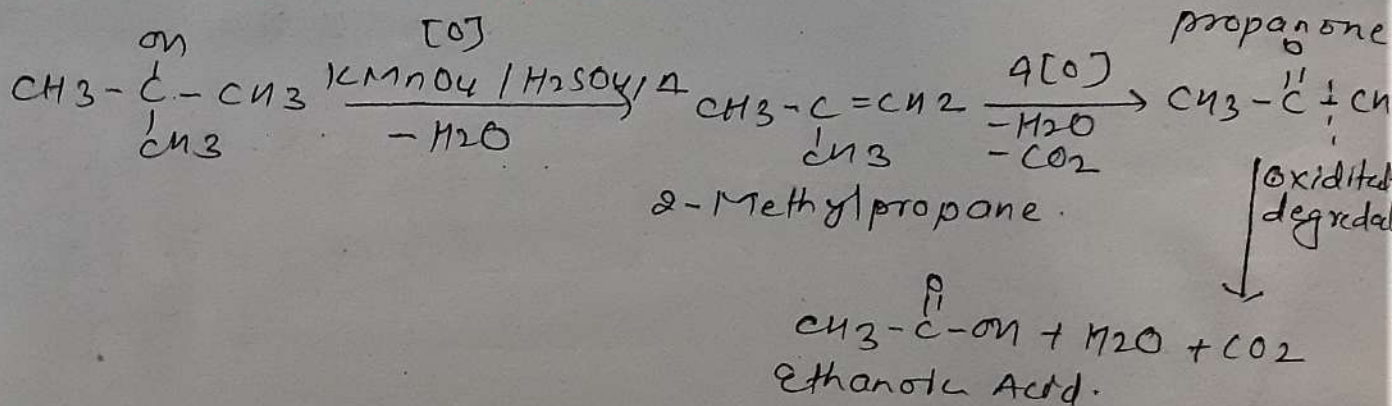 OH [O] propanone
O
CH3-C-CH3 KMnO4 / H2SO4/Δ CH3-C=CH2 4[O] CH3-C-CH
CH3 -H2O CH3 -H2O
-CO2
2-Methylpropane. oxidited
degredal
O
CH3-C-OH + H2O + CO2
Ethanoic Acid.